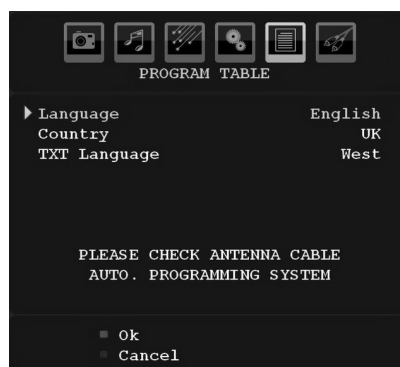 PROGRAM TABLE
Language English
Country UK
TXT Language West
PLEASE CHECK ANTENNA CABLE
AUTO. PROGRAMMING SYSTEM
Ok
Cancel